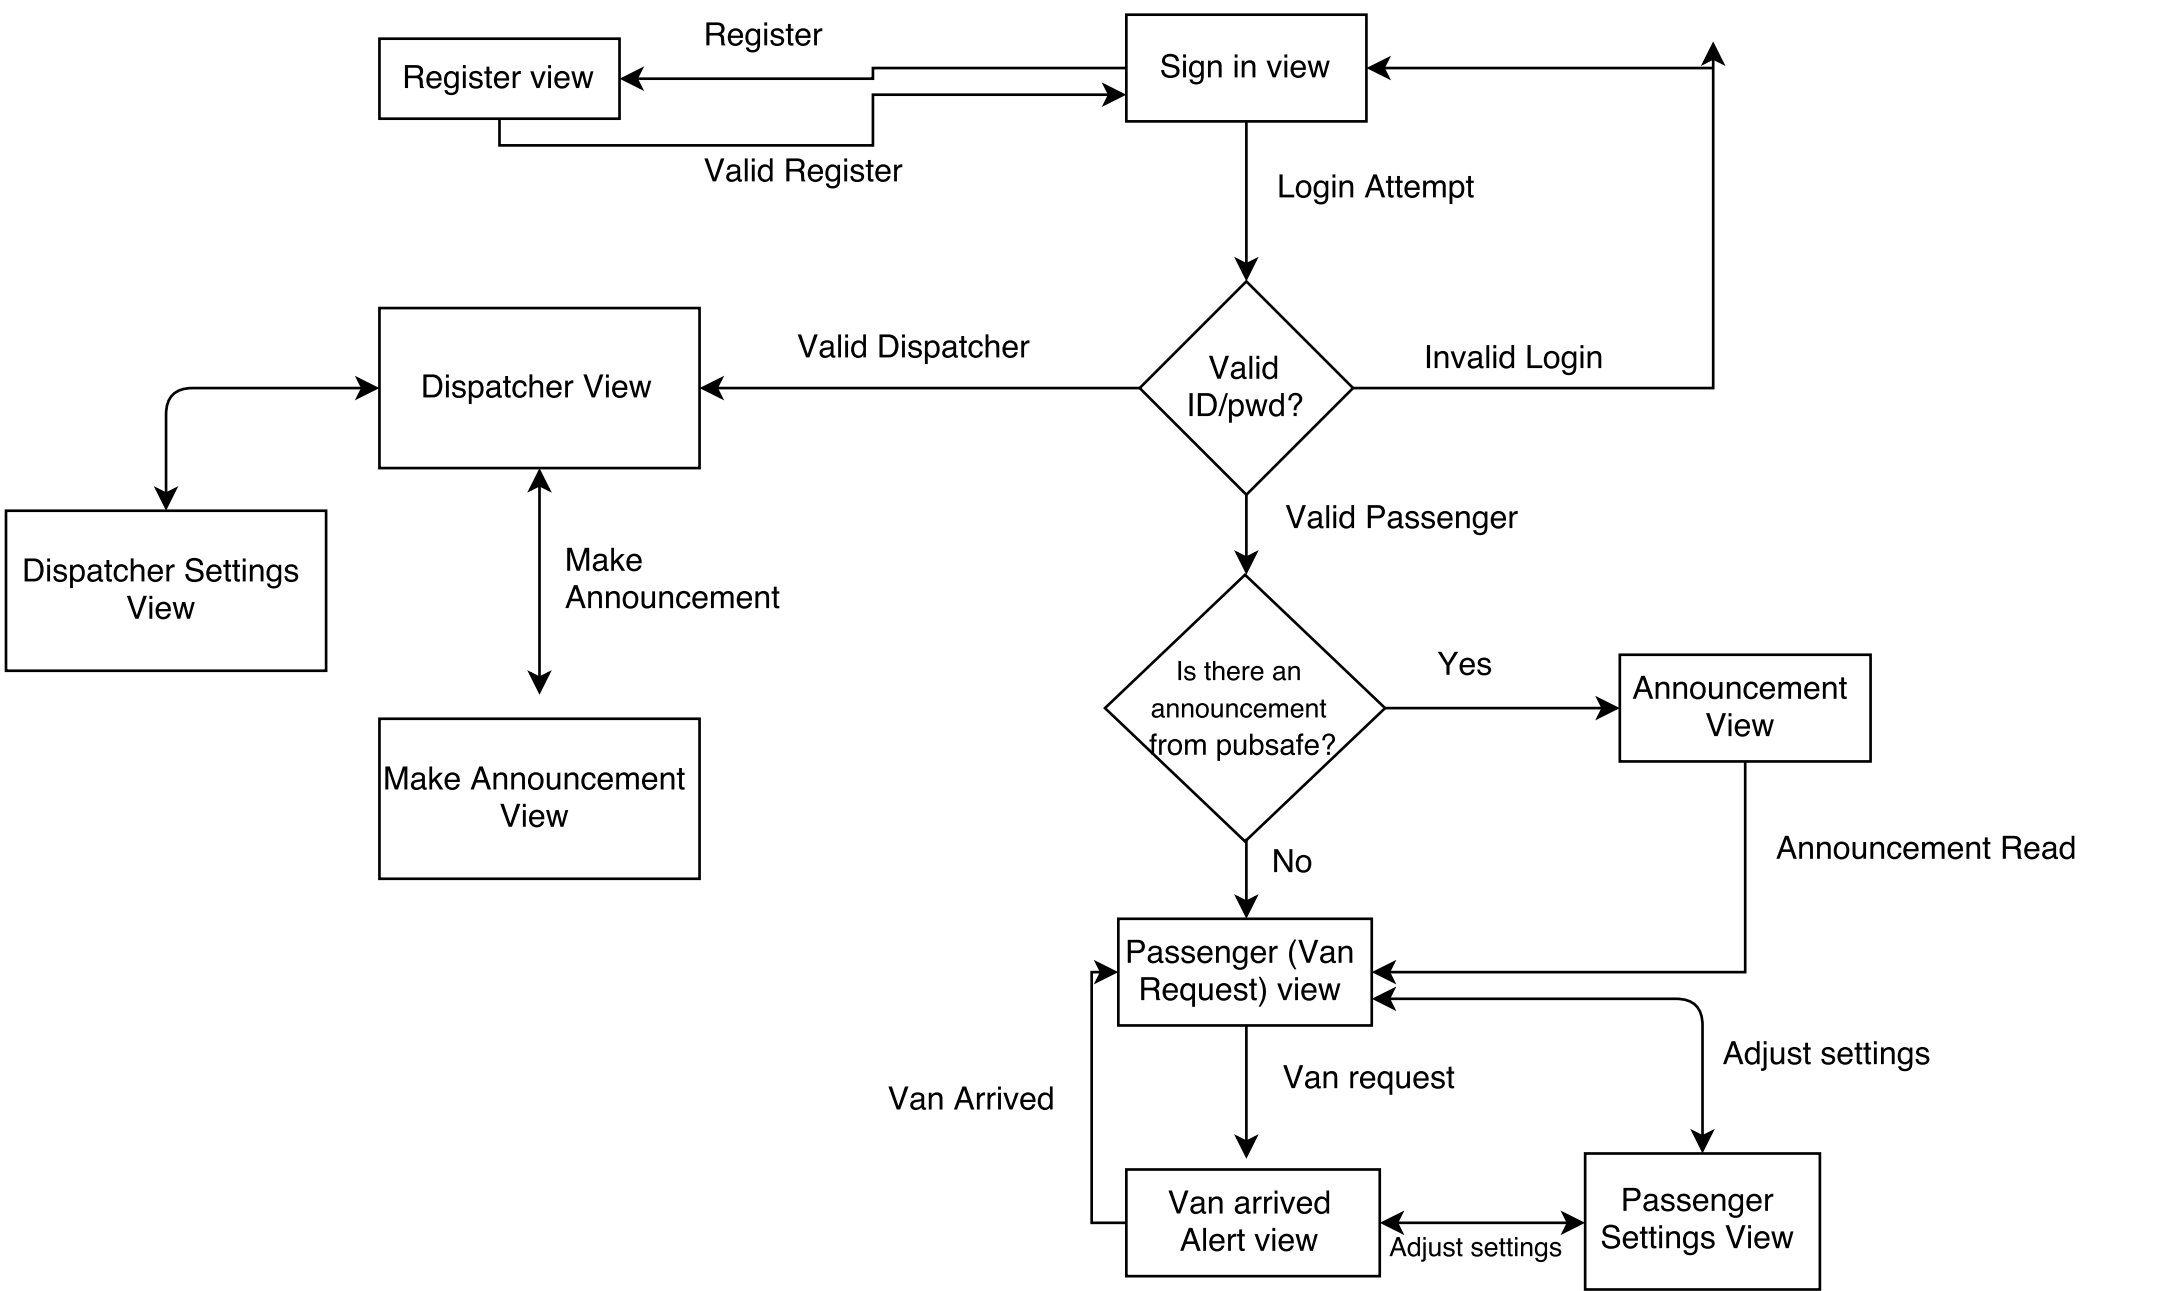 Register
Register view
Sign in view
Valid Register
Login Attempt
Valid Dispatcher
Dispatcher View
Valid
ID/pwd?
Invalid Login
Valid Passenger
Dispatcher Settings
View
Make
Announcement
Is there an
announcement
from pubsafe?
Yes
Announcement
View
Make Announcement
View
Announcement Read
No
Passenger (Van
Request) view
Adjust settings
Van request
Van Arrived
Van arrived
Alert view
Adjust settings
Passenger
Settings View